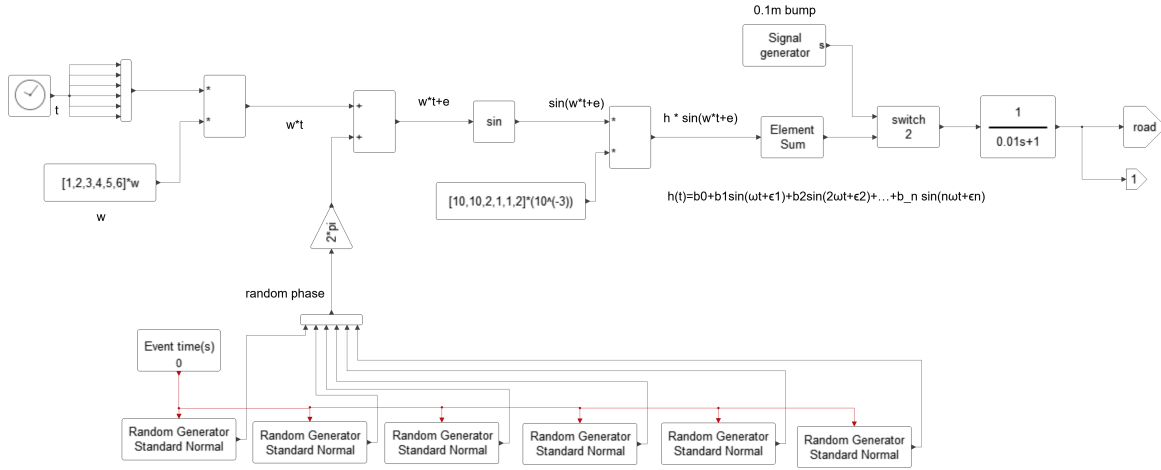 0.1m bump
Signal
generator
s
t
*
*
w*t
+
+
w*t+e
sin
sin(w*t+e)
*
*
h * sin(w*t+e)
Element
Sum
switch
2
1
0.01s+1
road
1
[1,2,3,4,5,6]*w
w
[10,10,2,1,1,2]*(10^(-3))
h(t)=b0+b1sin(ωt+ϵ1)+b2sin(2ωt+ϵ2)+…+b_n sin(nωt+ϵn)
2*pi
random phase
Event time(s)
0
Random Generator
Standard Normal
Random Generator
Standard Normal
Random Generator
Standard Normal
Random Generator
Standard Normal
Random Generator
Standard Normal
Random Generator
Standard Normal